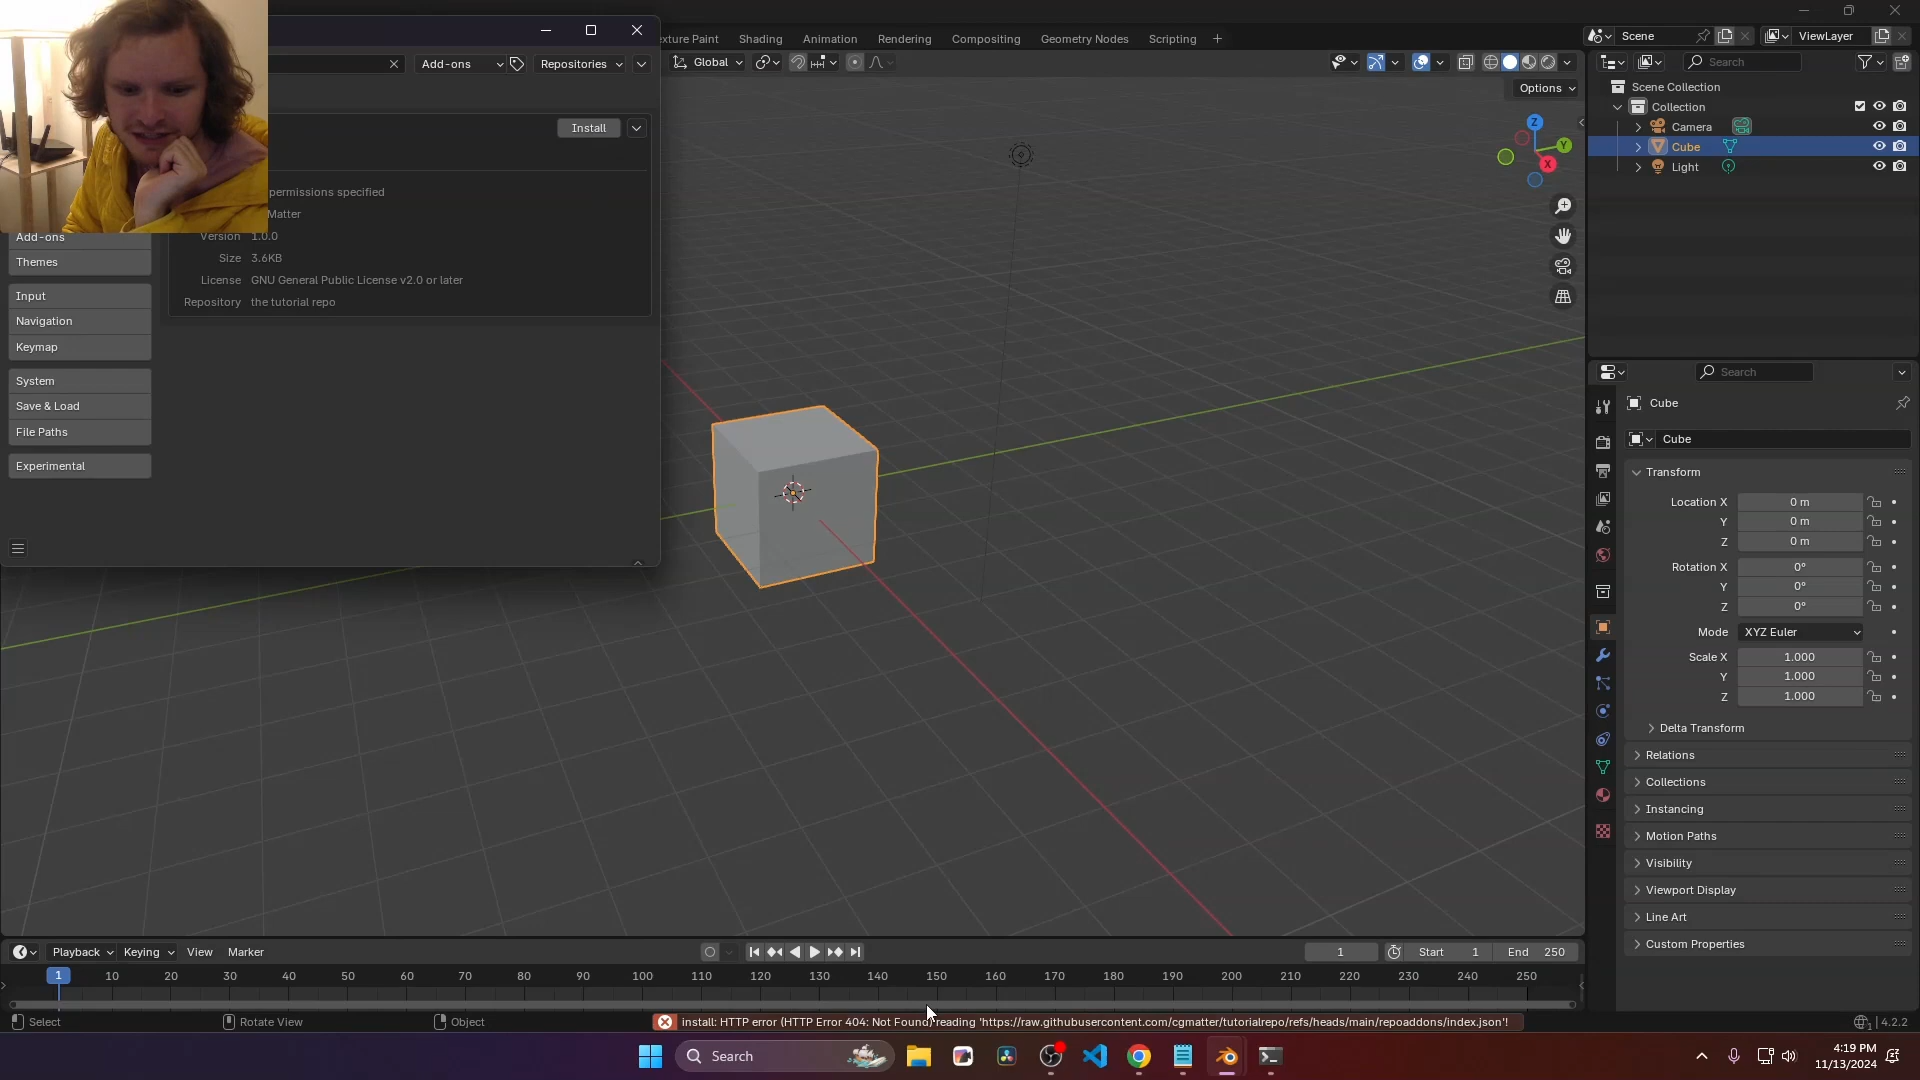 exture Paint Shading Animation Rendering Compositing Geometry Nodes Scripting +
Scene ViewLayer
Add-ons Repositories
Global
Search
Options
Scene Collection
Collection
Camera
Cube
Light
Install
permissions specified
Matter
Version 1.0.0
Size 3.6KB
License GNU General Public License v2.0 or later
Repository the tutorial repo
Add-ons
Themes
Input
Navigation
Keymap
System
Save & Load
File Paths
Experimental
Z
Y
X
Search
Cube
Cube
Transform
Location X 0 m
Y 0 m
Z 0 m
Rotation X 0°
Y 0°
Z 0°
Mode XYZ Euler
Scale X 1.000
Y 1.000
Z 1.000
Delta Transform
Relations
Collections
Instancing
Motion Paths
Visibility
Viewport Display
Line Art
Custom Properties
Playback Keying View Marker
1 Start 1 End 250
1 10 20 30 40 50 60 70 80 90 100 110 120 130 140 150 160 170 180 190 200 210 220 230 240 250
Select Rotate View Object
install: HTTP error (HTTP Error 404: Not Found) reading 'https://raw.githubusercontent.com/cgmatter/tutorialrepo/refs/heads/main/repoaddons/index.json'!
1 4.2.2
Search
4:19 PM
11/13/2024